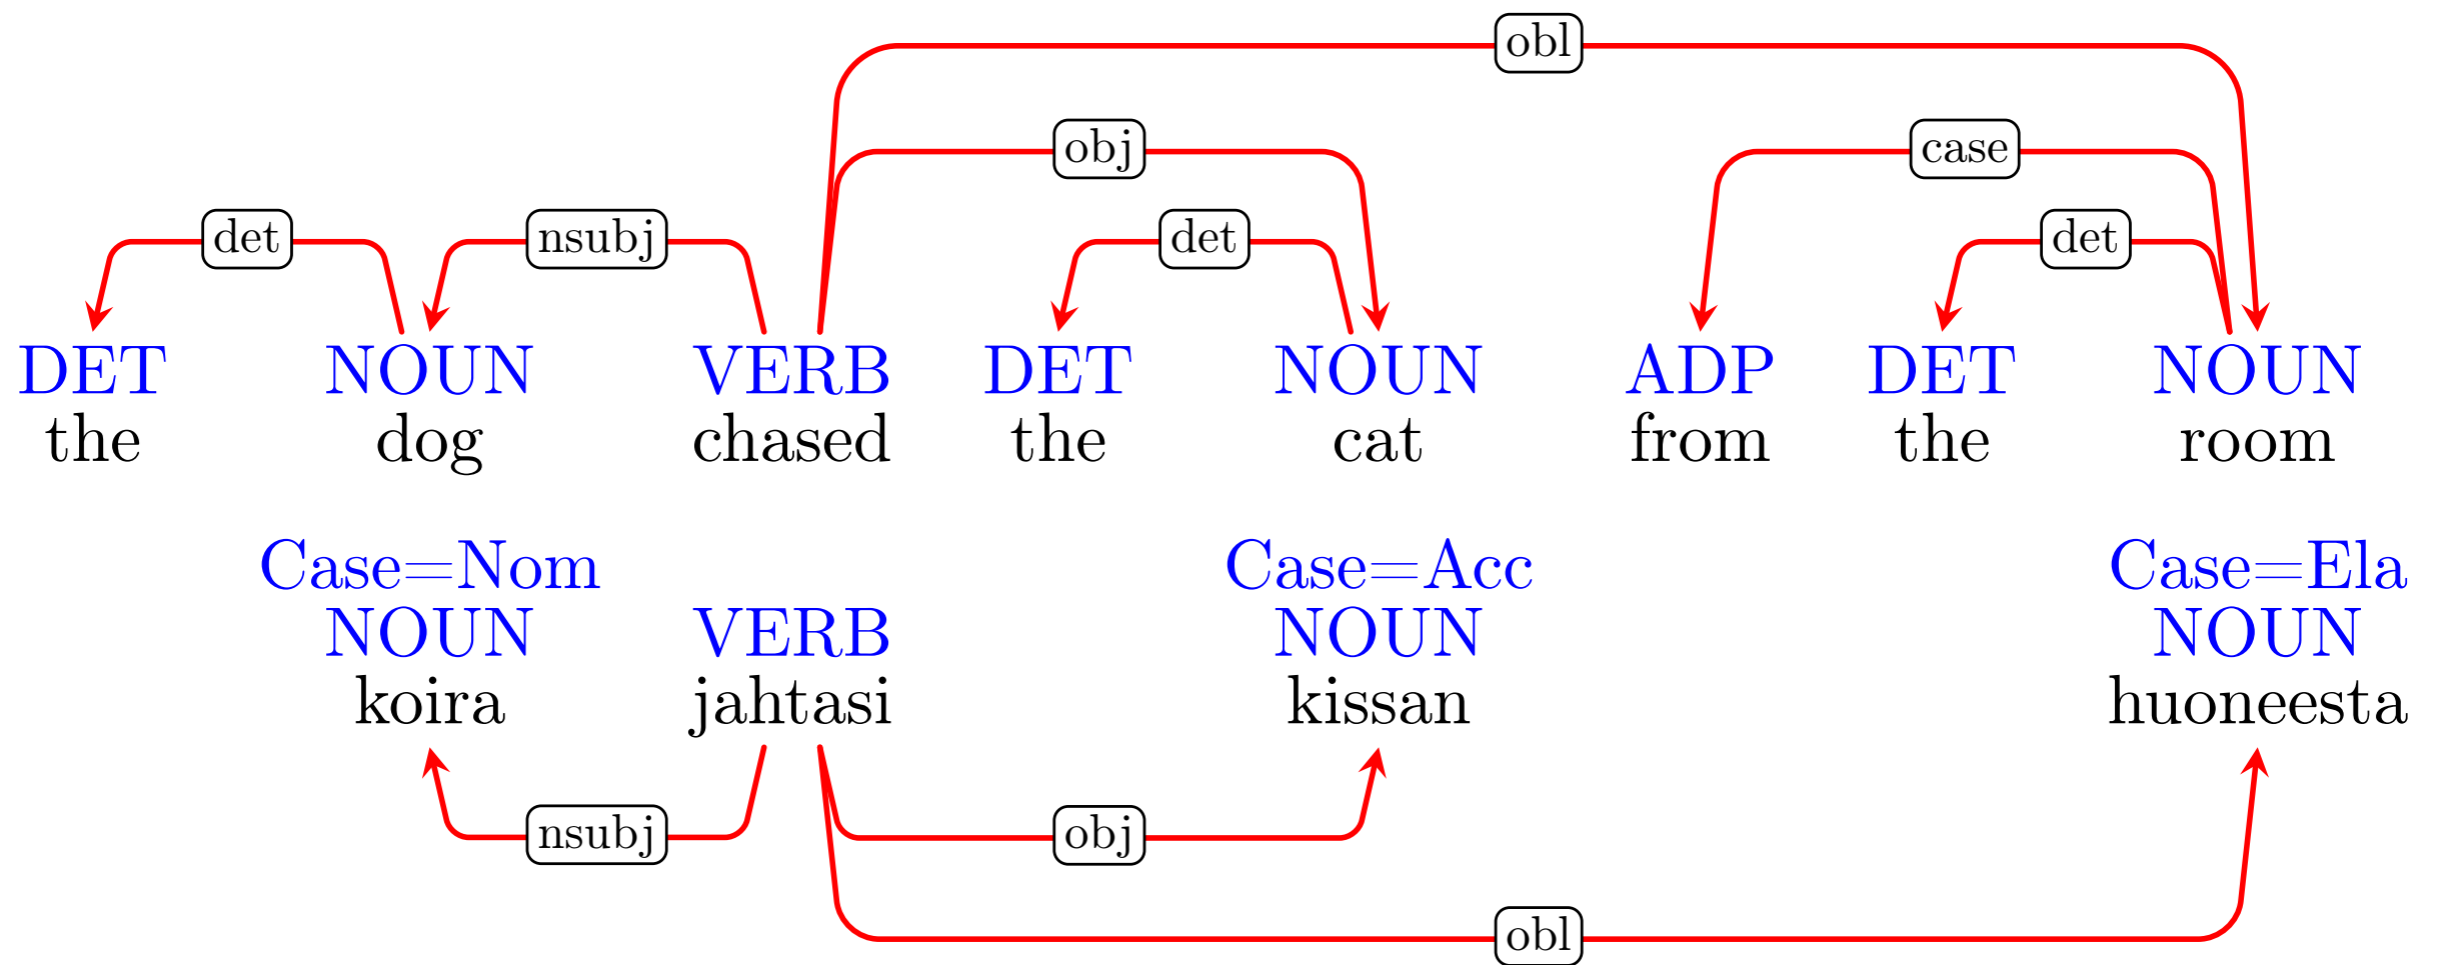 obl
obj case
det nsubj det det
DET NOUN VERB DET NOUN ADP DET NOUN
the dog chased the cat from the room
Case=Nom Case=Acc Case=Ela
NOUN VERB NOUN NOUN
koira jahtasi kissan huoneesta
nsubj obj
obl